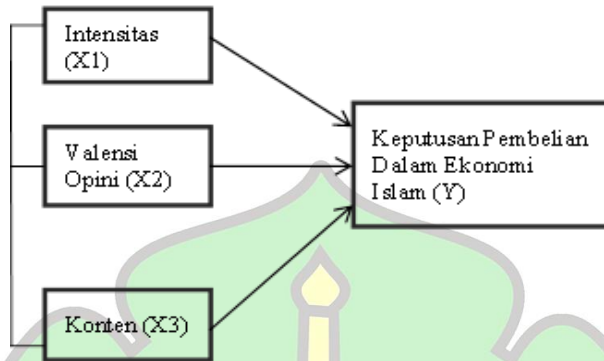 Intensitas
(X1)
Valensi
Opini (X2)
Konten (X3)
Keputusan Pembelian
Dalam Ekonomi
Islam (Y)